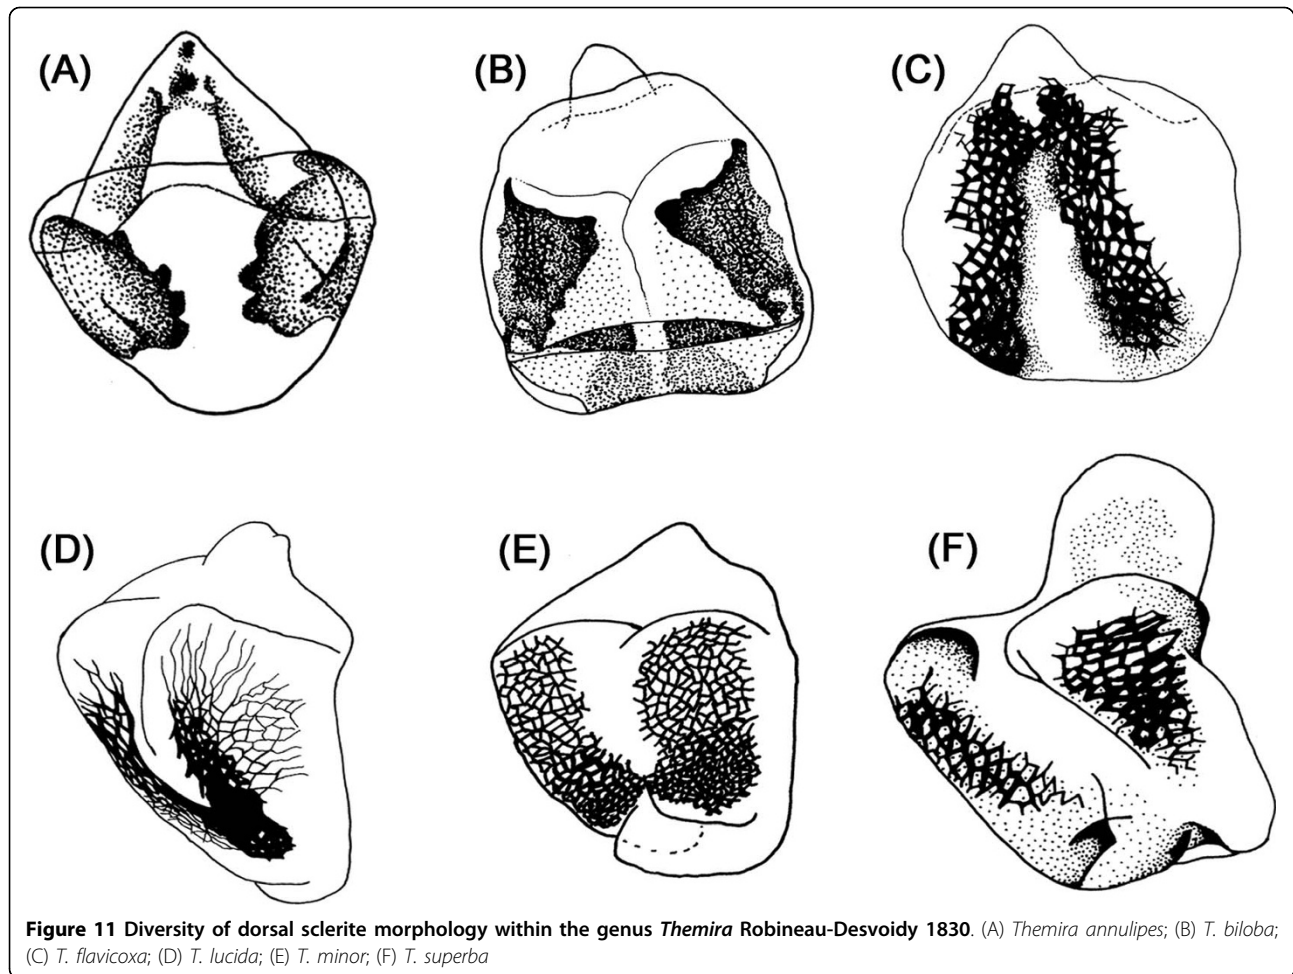 (A)
(B)
(C)
(D)
(E)
(F)
Figure 11 Diversity of dorsal sclerite morphology within the genus Themira Robineau-Desvoidy 1830. (A) Themira annulipes; (B) T. biloba;
(C) T. flavicoxa; (D) T. lucida; (E) T. minor; (F) T. superba